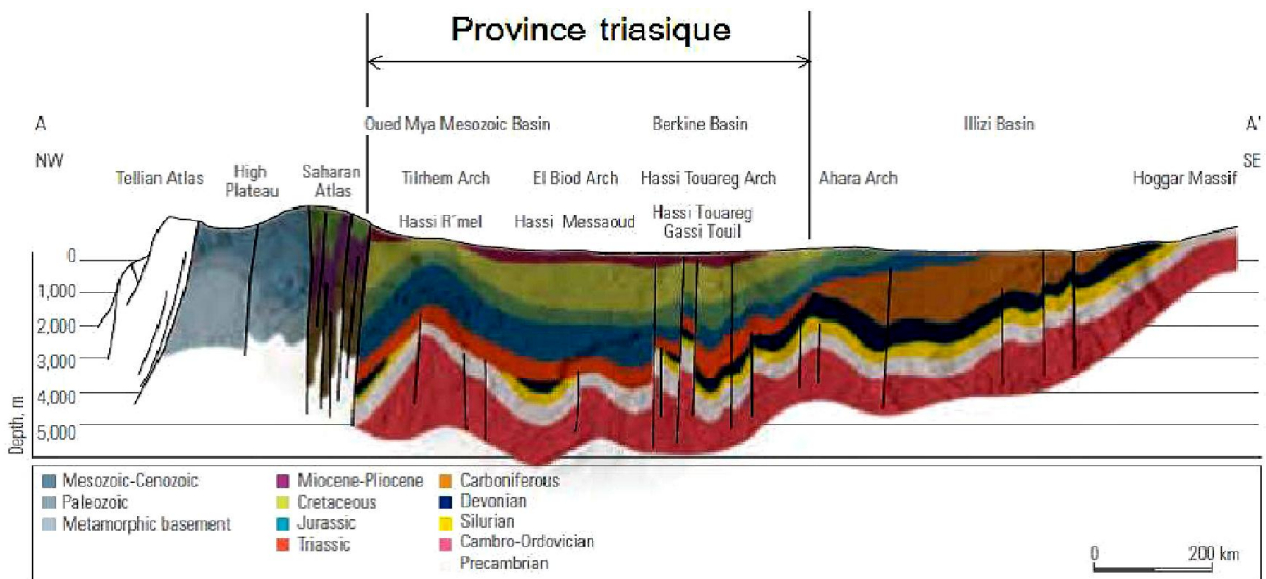 Province triasique
A
Oued Mya Mesozoic Basin
Berkine Basin
Illizi Basin
A'
NW
SE
Tellian Atlas
High
Plateau
Saharan
Atlas
Tilrhem Arch
El Biod Arch
Hassi Touareg Arch
Ahara Arch
Hoggar Massif
Hassi R'mel
Hassi Messaoud
Hassi Touareg
Gassi Touil
0
1,000
2,000
3,000
4,000
5,000
Depth, m
Mesozoic-Cenozoic
Paleozoic
Metamorphic basement
Miocene-Pliocene
Cretaceous
Jurassic
Triassic
Carboniferous
Devonian
Silurian
Cambro-Ordovician
Precambrian
0 200 km